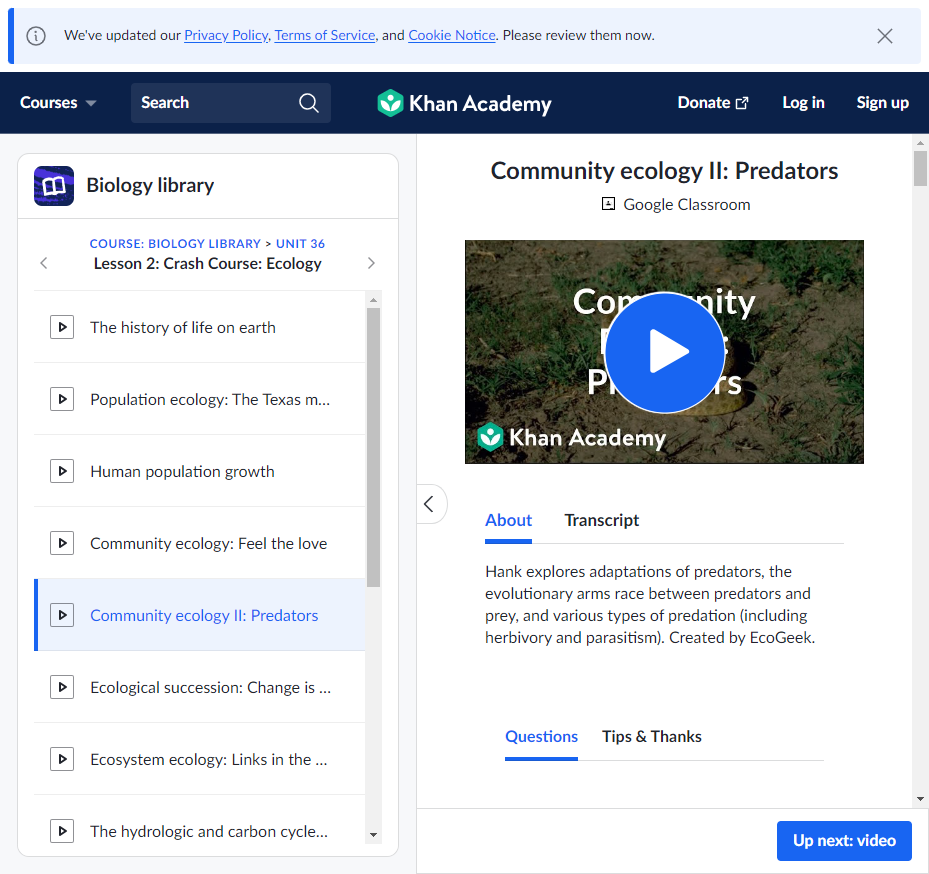 We've updated our Privacy Policy, Terms of Service, and Cookie Notice. Please review them now.
Courses
Search
Khan Academy
Donate
Log in
Sign up
Biology library
COURSE: BIOLOGY LIBRARY > UNIT 36
Lesson 2: Crash Course: Ecology
The history of life on earth
Population ecology: The Texas m...
Human population growth
Community ecology: Feel the love
Community ecology II: Predators
Ecological succession: Change is ...
Ecosystem ecology: Links in the ...
The hydrologic and carbon cycle...
Community ecology II: Predators
Google Classroom
Khan Academy
About
Transcript
Hank explores adaptations of predators, the
evolutionary arms race between predators and
prey, and various types of predation (including
herbivory and parasitism). Created by EcoGeek.
Questions
Tips & Thanks
Up next: video